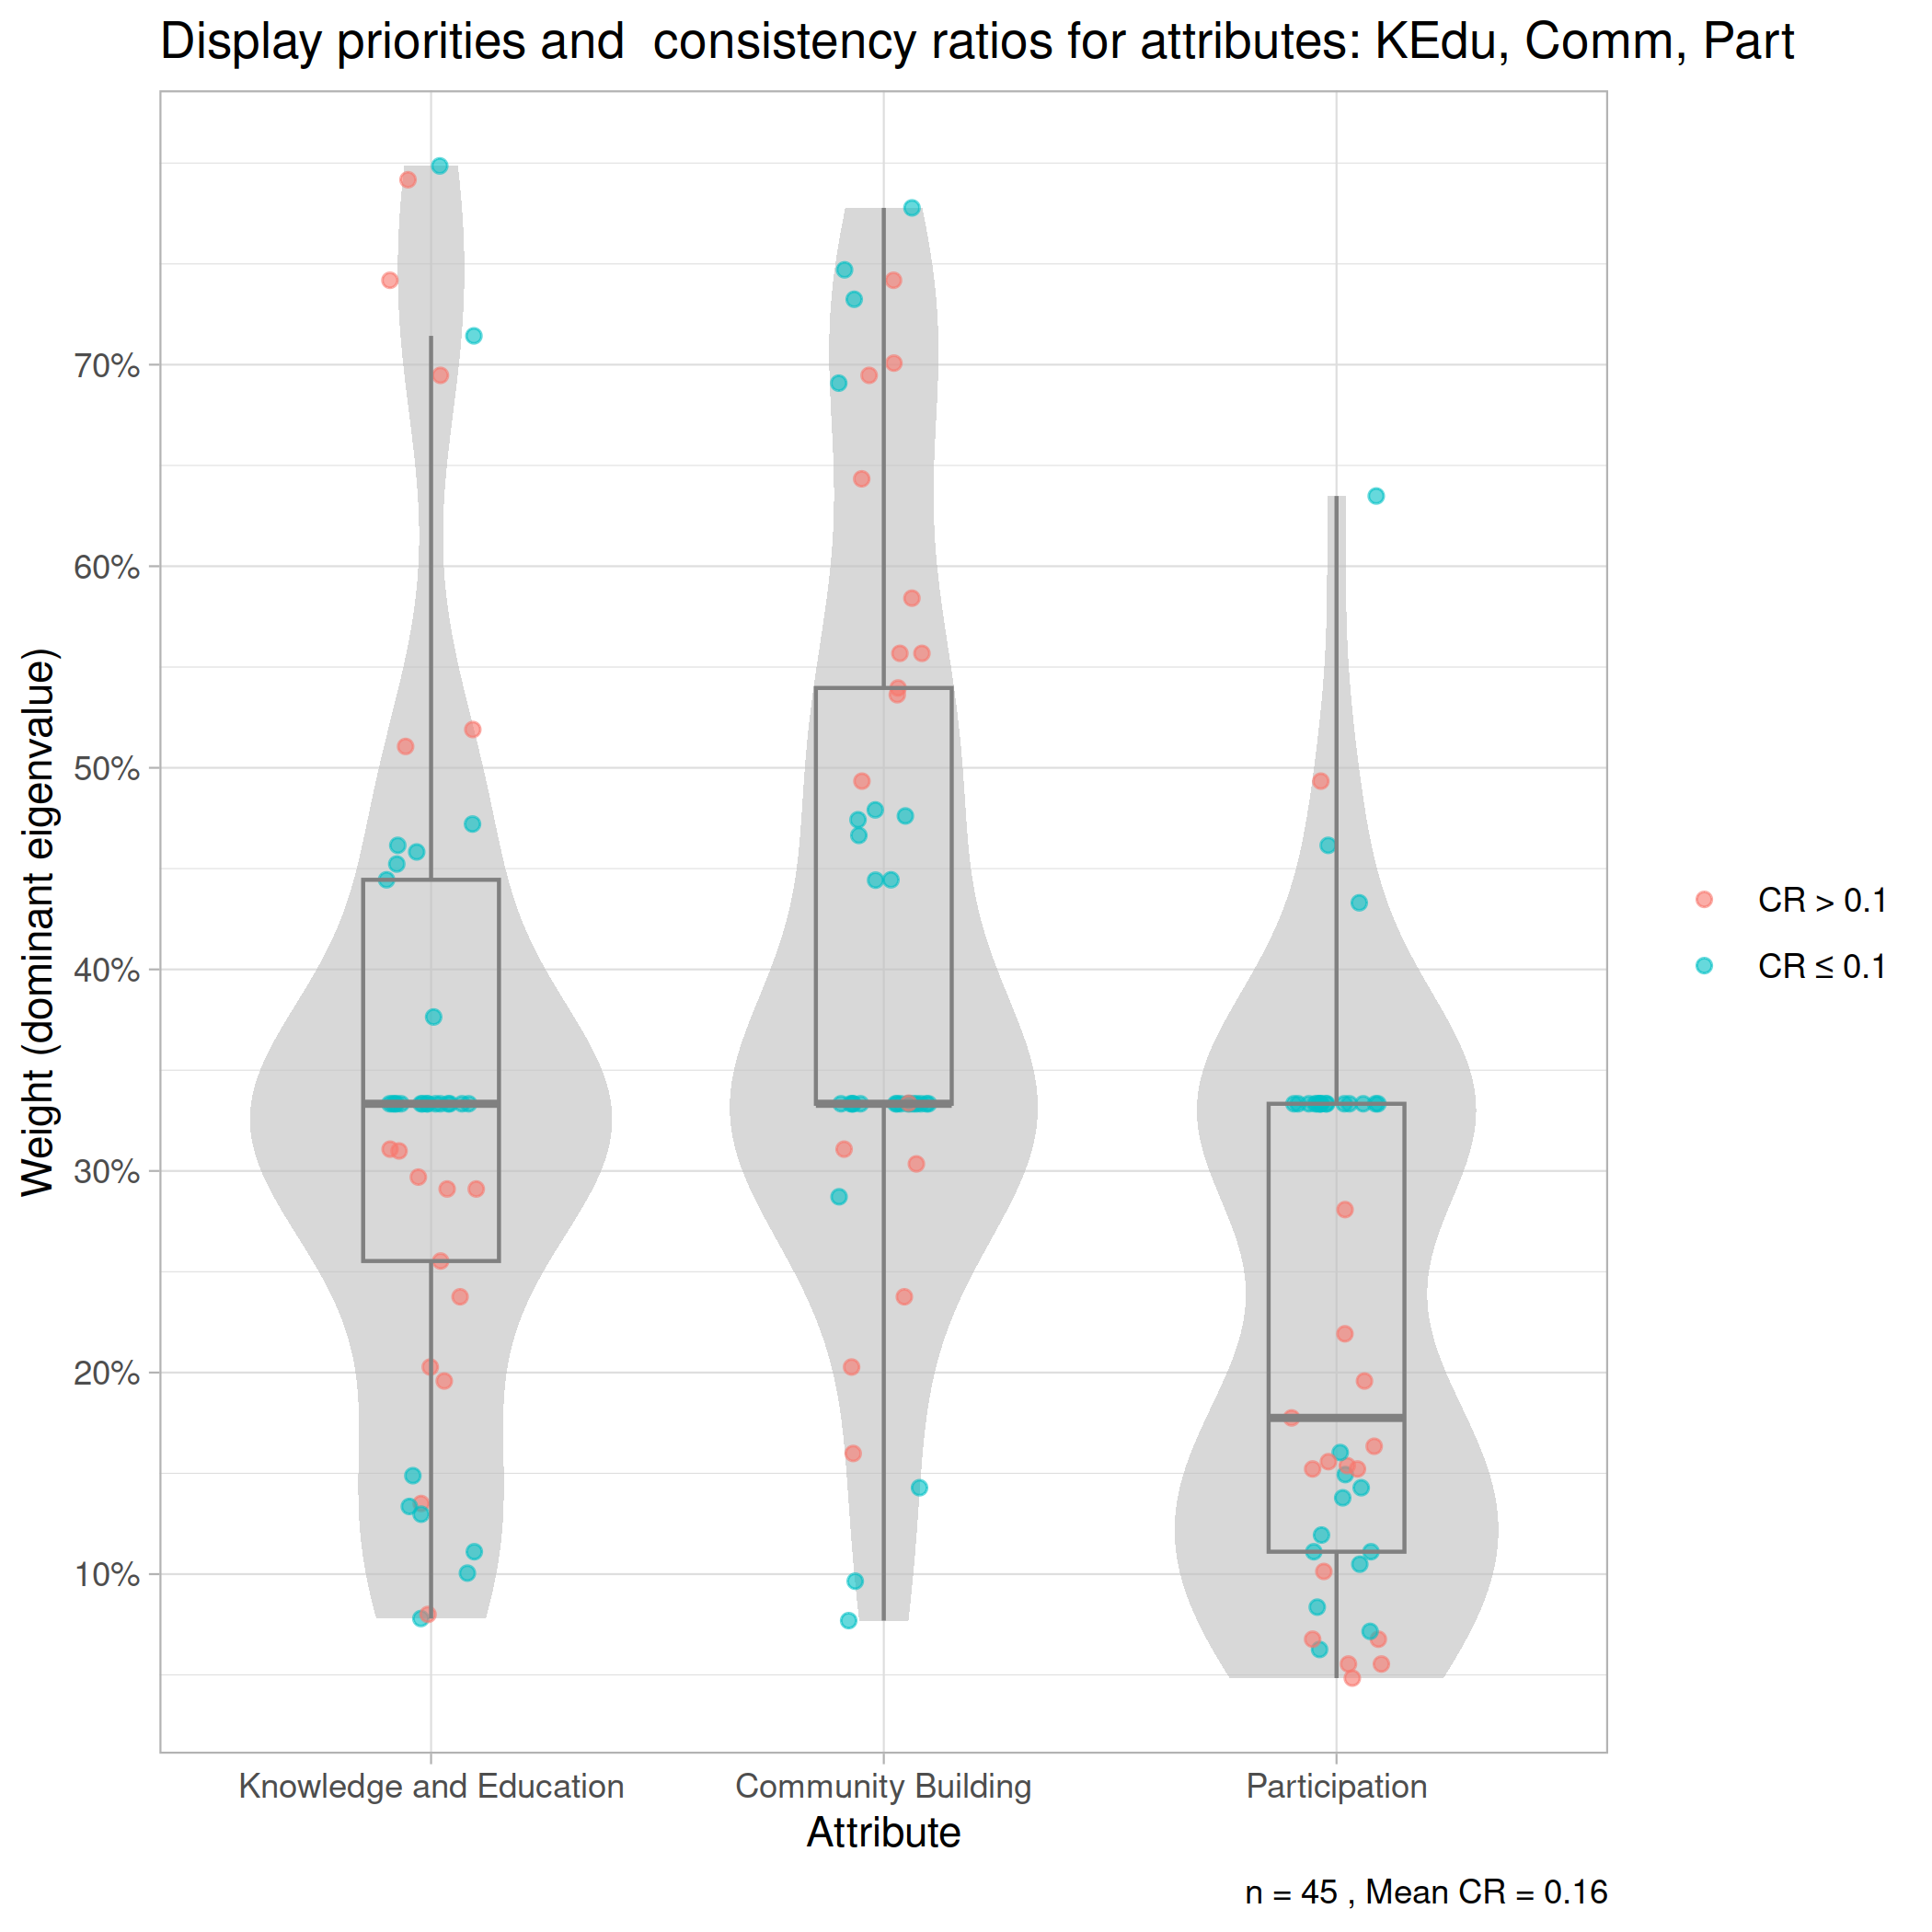 Display priorities and  consistency ratios for attributes: KEdu, Comm, Part
Weight (dominant eigenvalue)
70%
60%
50%
40%
30%
20%
10%
CR > 0.1
CR ≤ 0.1
Knowledge and Education
Community Building
Participation
Attribute
n = 45 , Mean CR = 0.16